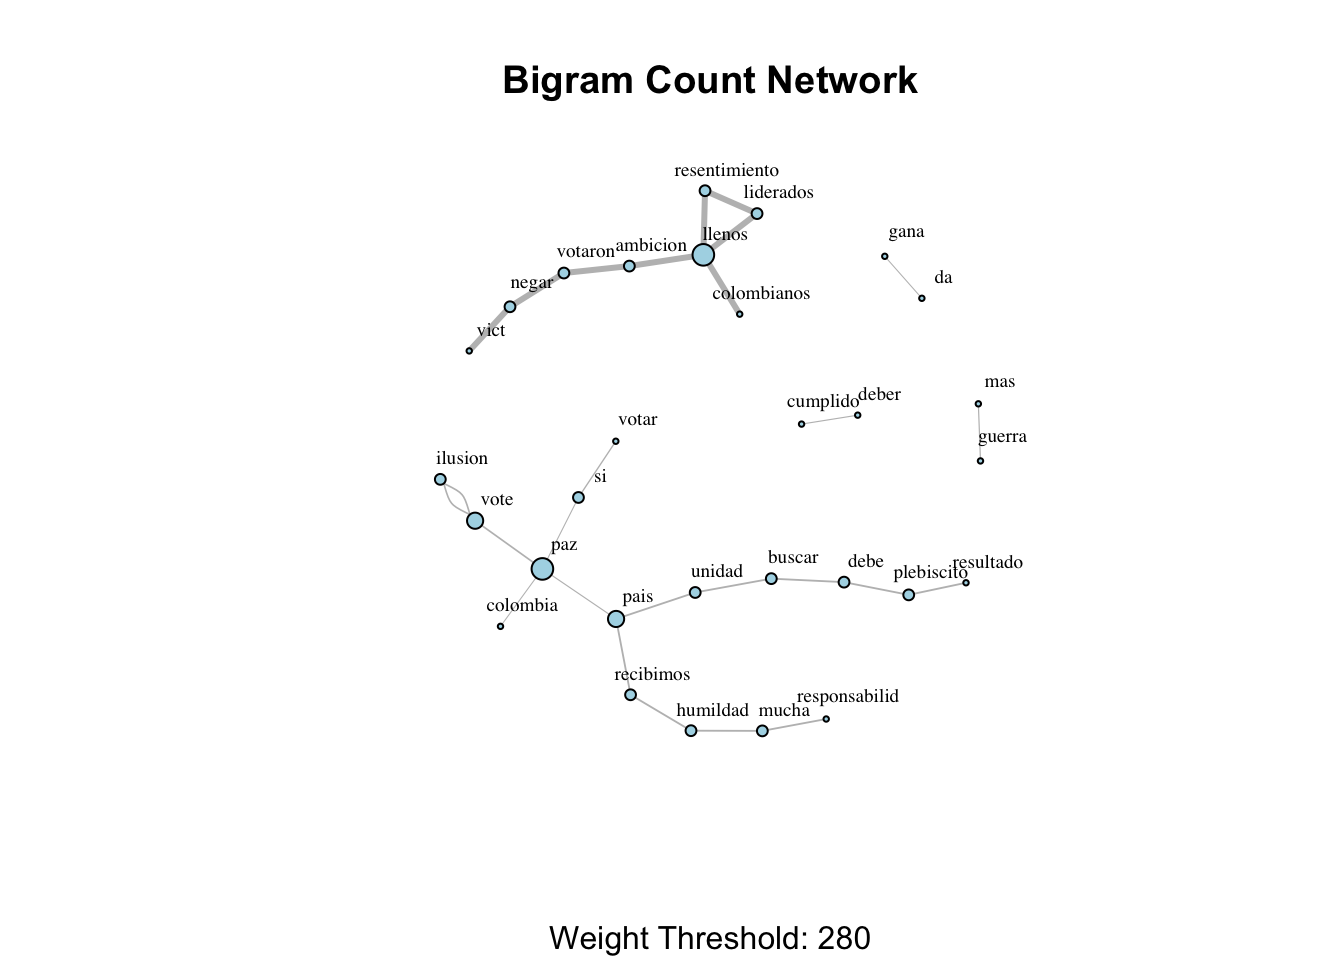 Bigram Count Network
resentimiento
liderados
llenos
gana
votaron
ambicion
da
negar
colombianos
vict
mas
cumplido
deber
votar
guerra
ilusion
si
vote
paz
buscar
debe
resultado
unidad
plebiscito
pais
colombia
recibimos
responsabilid
humildad
mucha
Weight Threshold: 280